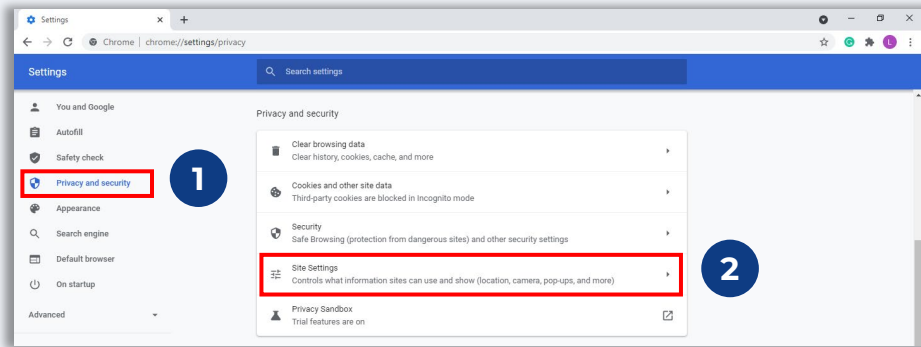 Settings
Chrome | chrome://settings/privacy
L
Settings
Search settings
You and Google
Autofill
Safety check
Privacy and security
Appearance
Search engine
Default browser
On startup
Advanced
1
Privacy and security
Clear browsing data
Clear history, cookies, cache, and more
Cookies and other site data
Third-party cookies are blocked in Incognito mode
Security
Safe Browsing (protection from dangerous sites) and other security settings
Site Settings
Controls what information sites can use and show (location, camera, pop-ups, and more)
2
Privacy Sandbox
Trial features are on